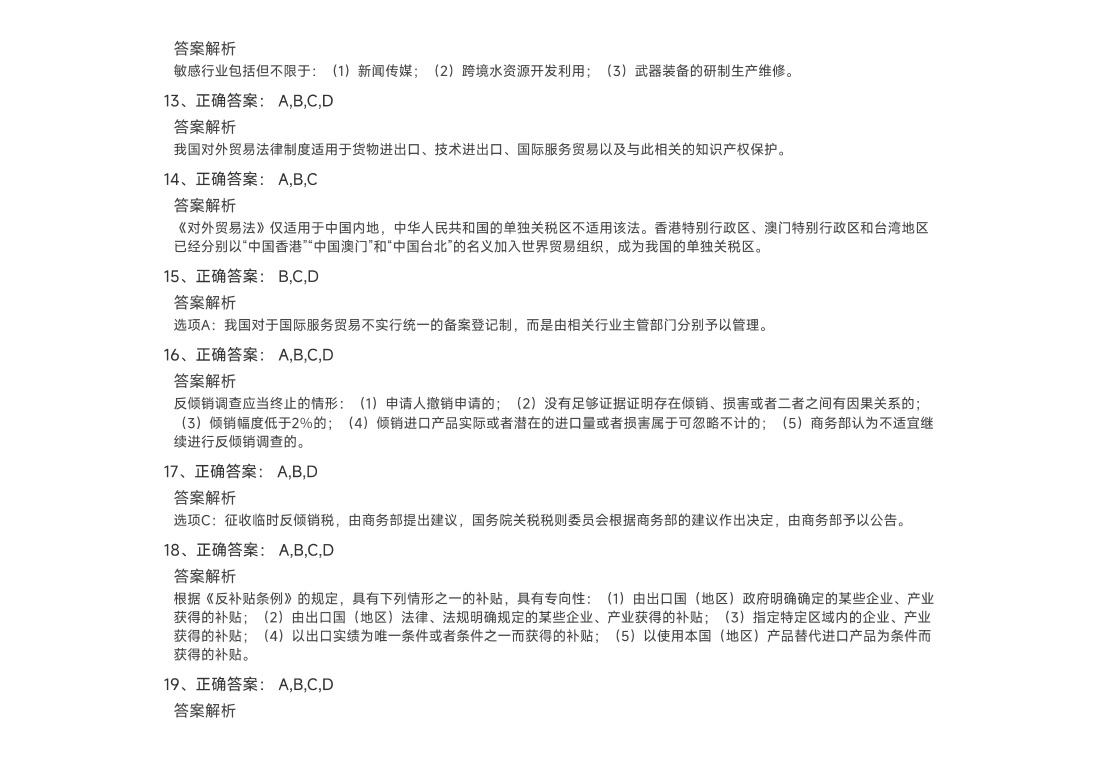 答案解析
敏感行业包括但不限于：（1）新闻传媒；（2）跨境水资源开发利用；（3）武器装备的研制生产维修。
13、正确答案： A,B,C,D
答案解析
我国对外贸易法律制度适用于货物进出口、技术进出口、国际服务贸易以及与此相关的知识产权保护。
14、正确答案： A,B,C
答案解析
《对外贸易法》仅适用于中国内地，中华人民共和国的单独关税区不适用该法。香港特别行政区、澳门特别行政区和台湾地区
已经分别以“中国香港”“中国澳门”和“中国台北”的名义加入世界贸易组织，成为我国的单独关税区。
15、正确答案： B,C,D
答案解析
选项A：我国对于国际服务贸易不实行统一的备案登记制，而是由相关行业主管部门分别予以管理。
16、正确答案： A,B,C,D
答案解析
反倾销调查应当终止的情形：（1）申请人撤销申请的；（2）没有足够证据证明存在倾销、损害或者二者之间有因果关系的；
（3）倾销幅度低于2%的；（4）倾销进口产品实际或者潜在的进口量或者损害属于可忽略不计的；（5）商务部认为不适宜继
续进行反倾销调查的。
17、正确答案： A,B,D
答案解析
选项C：征收临时反倾销税，由商务部提出建议，国务院关税税则委员会根据商务部的建议作出决定，由商务部予以公告。
18、正确答案： A,B,C,D
答案解析
根据《反补贴条例》的规定，具有下列情形之一的补贴，具有专向性：（1）由出口国（地区）政府明确确定的某些企业、产业
获得的补贴；（2）由出口国（地区）法律、法规明确规定的某些企业、产业获得的补贴；（3）指定特定区域内的企业、产业
获得的补贴；（4）以出口实绩为唯一条件或者条件之一而获得的补贴；（5）以使用本国（地区）产品替代进口产品为条件而
获得的补贴。
19、正确答案： A,B,C,D
答案解析